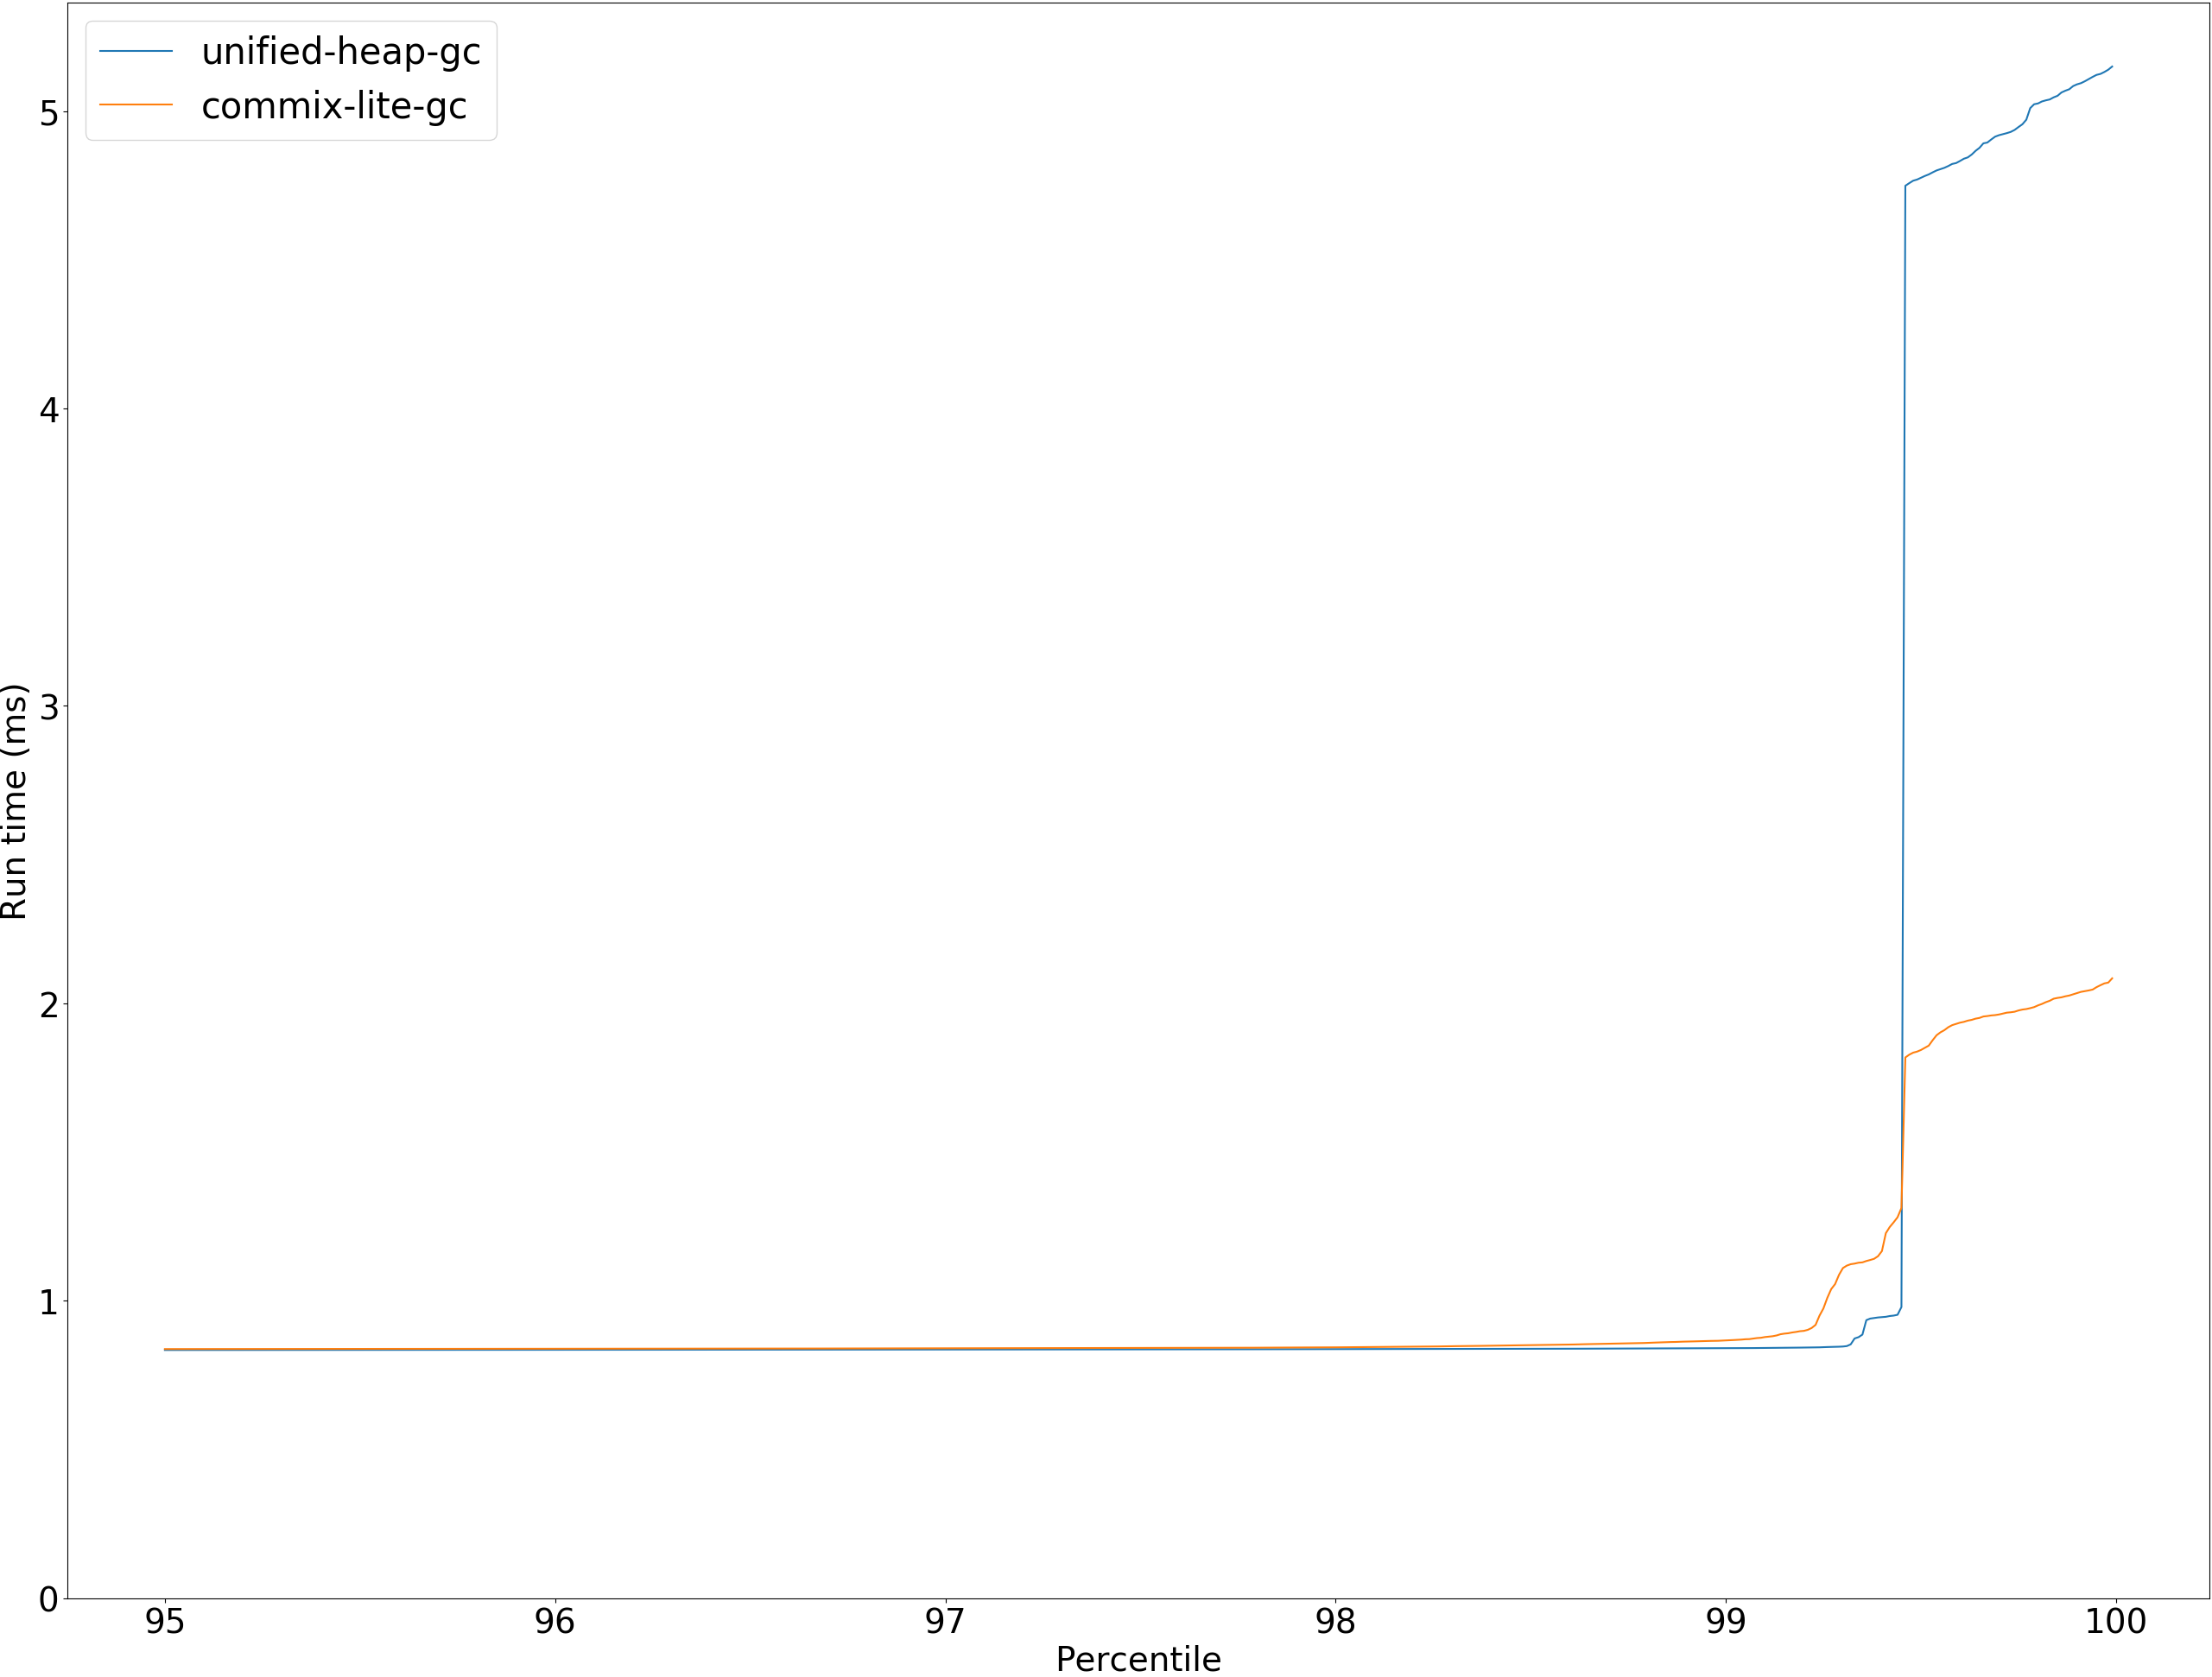 unified-heap-gc
commix-lite-gc
5
4
3
2
1
0
Run time (ms)
95 96 97 98 99 100
Percentile